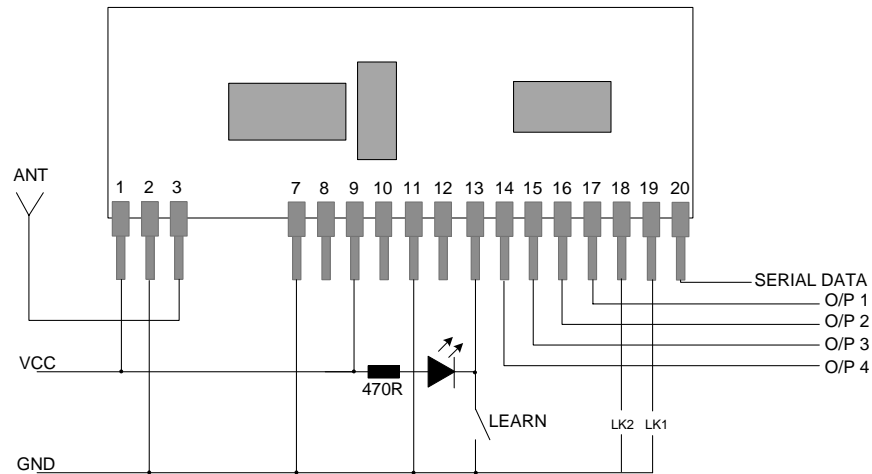 ANT
1 2 3 7 8 9 10 11 12 13 14 15 16 17 18 19 20
SERIAL DATA
O/P 1
O/P 2
O/P 3
O/P 4
VCC
470R
LEARN
LK2 LK1
GND